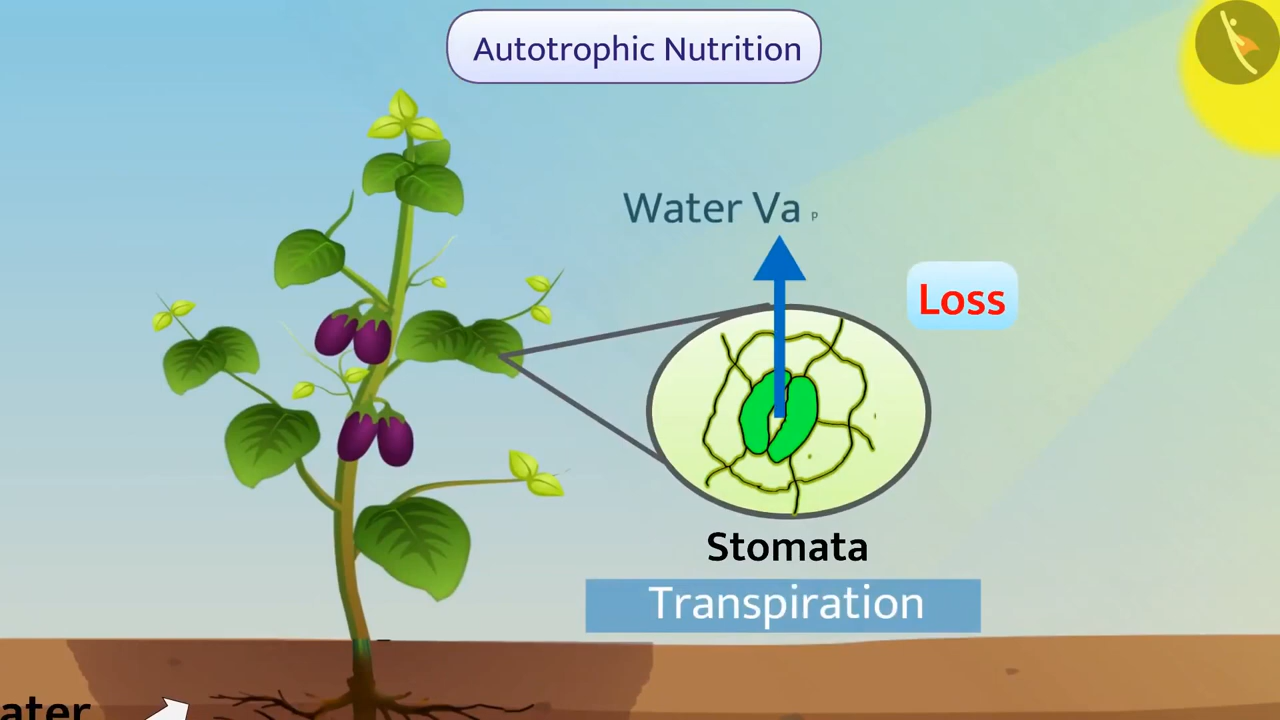 Autotrophic Nutrition
Water Va p
Loss
Stomata
Transpiration
ater